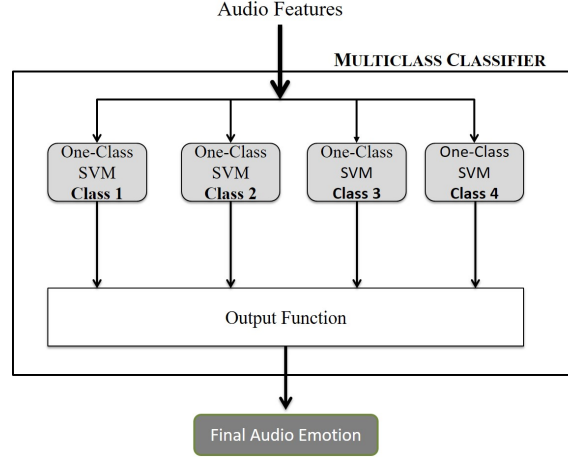 Audio Features
MULTICLASS CLASSIFIER
One-Class
SVM
Class 1
One-Class
SVM
Class 2
One-Class
SVM
Class 3
One-Class
SVM
Class 4
Output Function
Final Audio Emotion